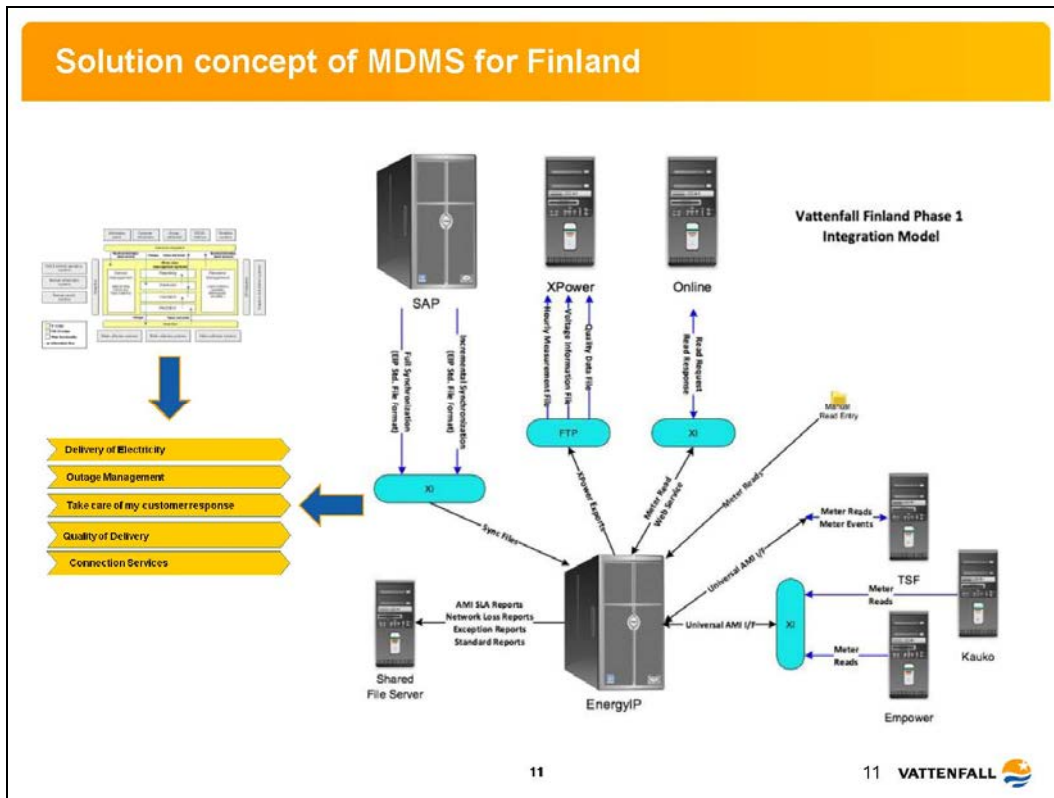 Solution concept of MDMS for Finland
Vattenfall Finland Phase 1
Integration Model
SAP
XPower
Online
Full Synchronization
(EIP Std. File Format)
Incremental Synchronization
(EIP Std. File Format)
Hourly Measurement File
Voltage Information File
Quality Data File
Read Request
Read Response
Manual
Read Entry
FTP
XI
XI
Delivery of Electricity
Outage Management
Take care of my customer response
Quality of Delivery
Connection Services
Sync Files
XPower Exports
Meter Read
Web Service
Meter Reads
Meter Reads
Meter Events
TSF
Universal AMI I/F
Universal AMI I/F
XI
Meter
Reads
Kauko
Meter
Reads
Empower
AMI SLA Reports
Network Loss Reports
Exception Reports
Standard Reports
Shared
File Server
EnergyIP
11
11 VATTENFALL